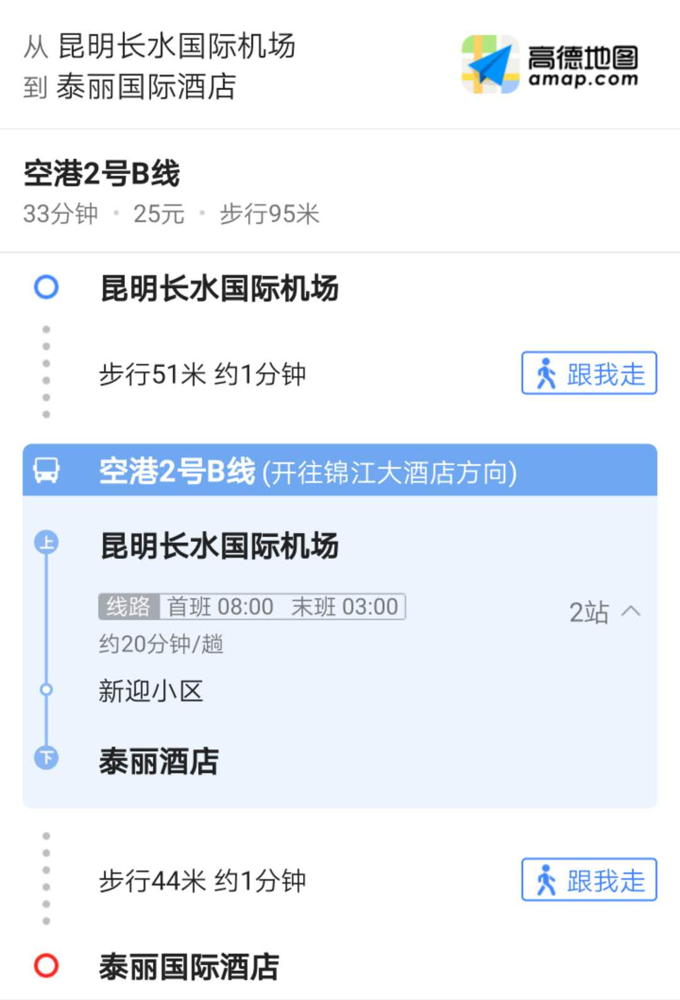 从 昆明长水国际机场
到 泰丽国际酒店
高德地图
amap.com
空港2号B线
33分钟 · 25元 · 步行95米
昆明长水国际机场
步行51米 约1分钟
跟我走
空港2号B线 (开往锦江大酒店方向)
上 昆明长水国际机场
线路 首班 08:00 末班 03:00
2站
约20分钟/趟
新迎小区
下 泰丽酒店
步行44米 约1分钟
跟我走
泰丽国际酒店